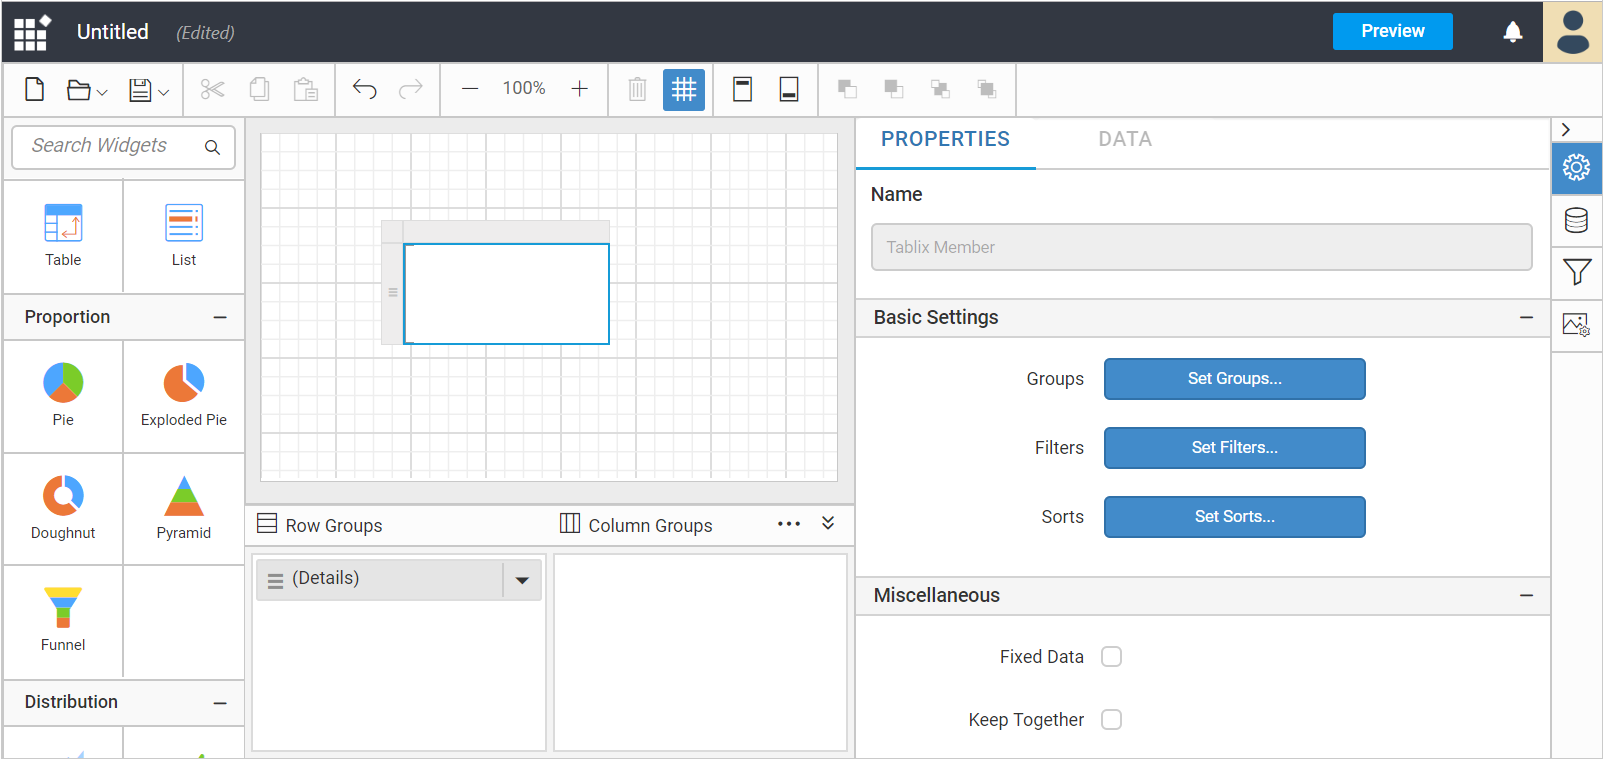 Untitled (Edited) Preview
100%
Search Widgets
Table List
Proportion
Pie Exploded Pie
Doughnut Pyramid
Funnel
Distribution
Row Groups Column Groups
(Details)
PROPERTIES DATA
Name
Tablix Member
Basic Settings
Groups Set Groups...
Filters Set Filters...
Sorts Set Sorts...
Miscellaneous
Fixed Data
Keep Together